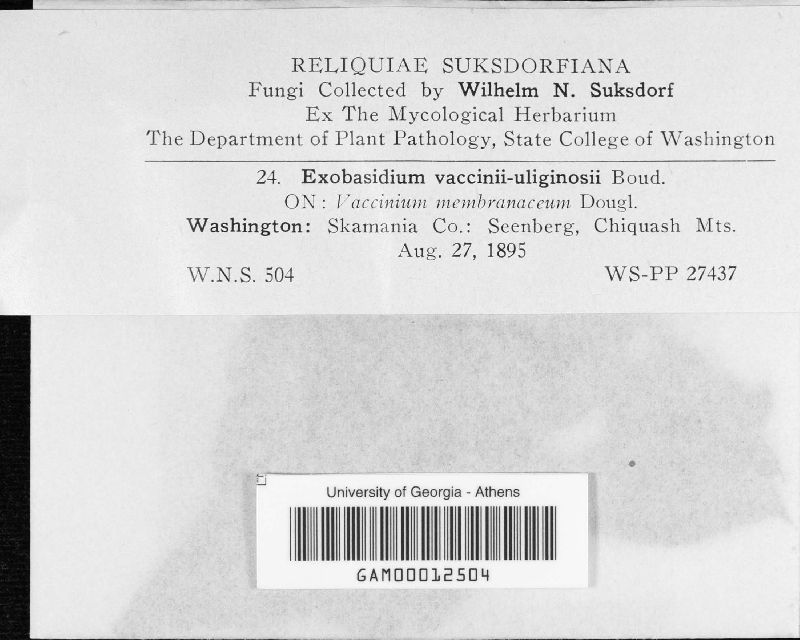 RELIQUIAE SUKSDORFIANA
Fungi Collected by Wilhelm N. Suksdorf
Ex The Mycological Herbarium
The Department of Plant Pathology, State College of Washington
24. Exobasidium vaccinii-uliginosii Boud.
ON: Vaccinium membranaceum Dougl.
Washington: Skamania Co.: Seenberg, Chiquash Mts.
Aug. 27, 1895
W.N.S. 504 WS-PP 27437
University of Georgia - Athens
GAM00012504